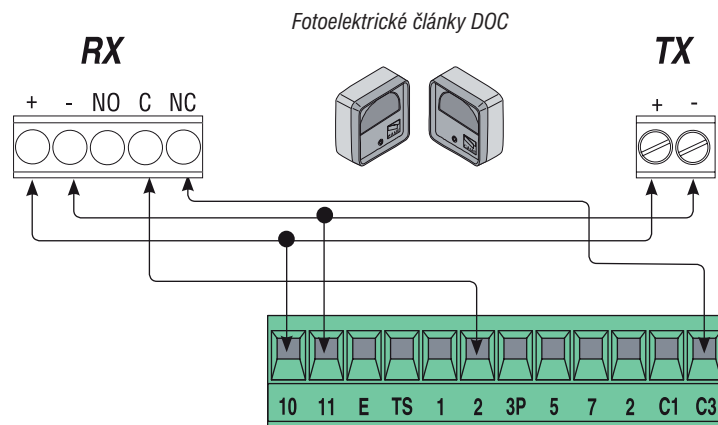 Fotoelektrické články DOC
RX
TX
+ - NO C NC
+ -
10 11 E TS 1 2 3P 5 7 2 C1 C3